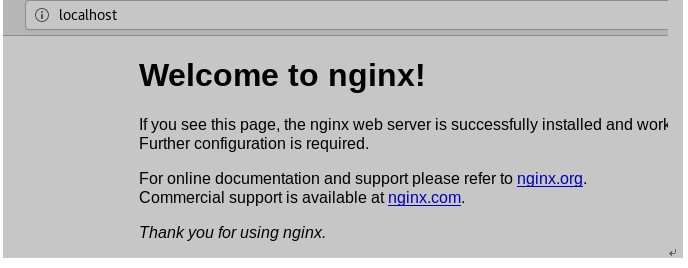 localhost
Welcome to nginx!
If you see this page, the nginx web server is successfully installed and work
Further configuration is required.
For online documentation and support please refer to nginx.org.
Commercial support is available at nginx.com.
Thank you for using nginx.